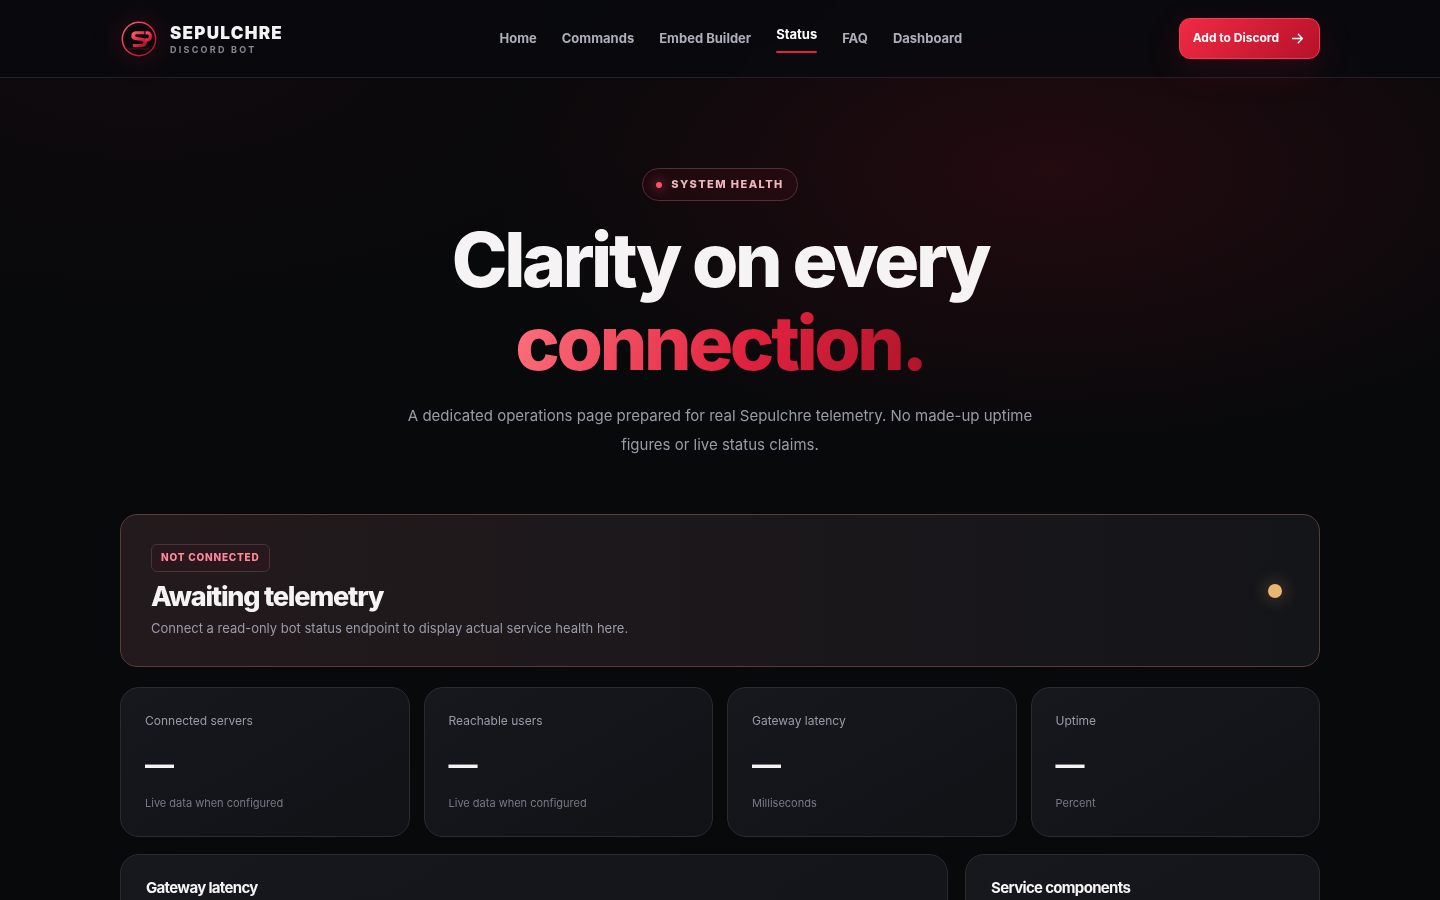 SEPULCHRE
DISCORD BOT
Home
Commands
Embed Builder
Status
FAQ
Dashboard
Add to Discord
SYSTEM HEALTH
Clarity on every
connection.
A dedicated operations page prepared for real Sepulchre telemetry. No made-up uptime
figures or live status claims.
NOT CONNECTED
Awaiting telemetry
Connect a read-only bot status endpoint to display actual service health here.
Connected servers
—
Live data when configured
Reachable users
—
Live data when configured
Gateway latency
—
Milliseconds
Uptime
—
Percent
Gateway latency
Service components